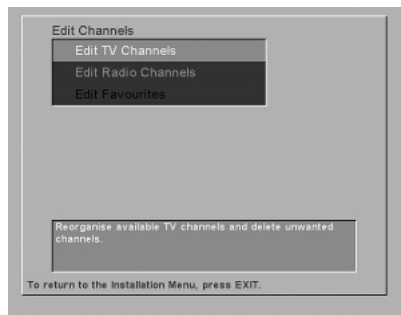 Edit Channels
Edit TV Channels
Edit Radio Channels
Edit Favourites
Reorganise available TV channels and delete unwanted
channels.
To return to the Installation Menu, press EXIT.